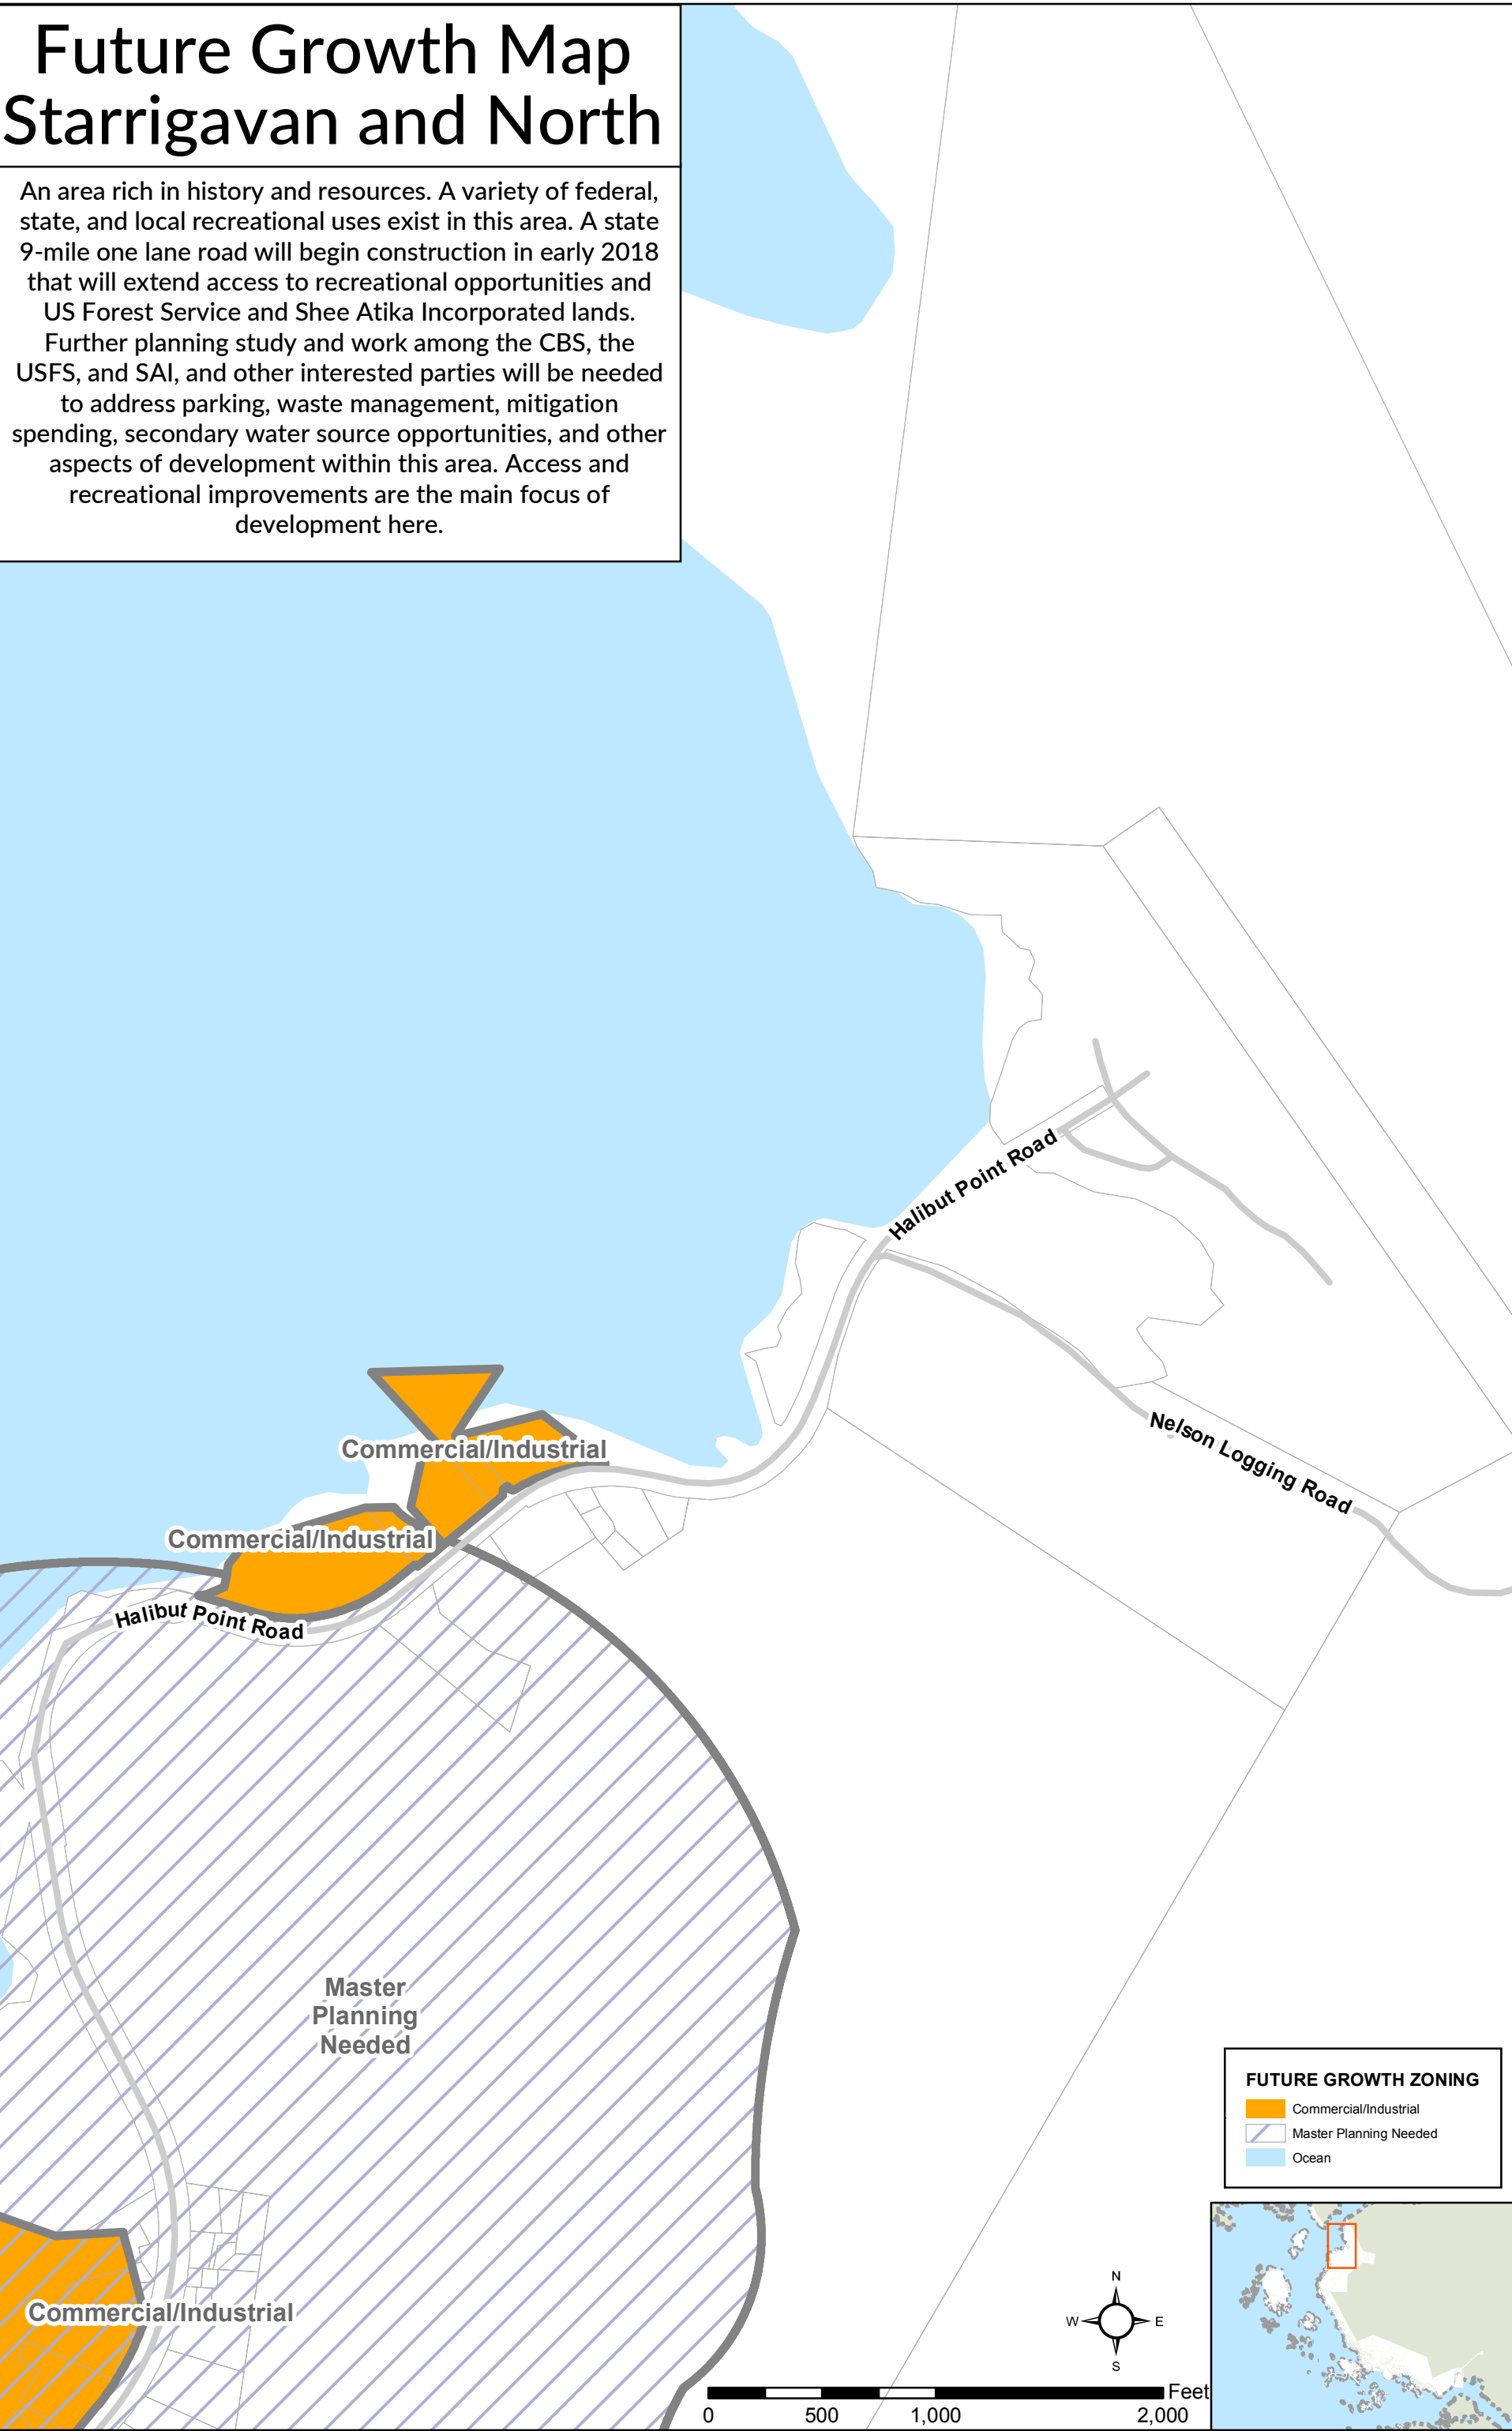 Future Growth Map
Starrigavan and North
An area rich in history and resources. A variety of federal,
state, and local recreational uses exist in this area. A state
9-mile one lane road will begin construction in early 2018
that will extend access to recreational opportunities and
US Forest Service and Shee Atika Incorporated lands.
Further planning study and work among the CBS, the
USFS, and SAI, and other interested parties will be needed
to address parking, waste management, mitigation
spending, secondary water source opportunities, and other
aspects of development within this area. Access and
recreational improvements are the main focus of
development here.
Halibut Point Road
Nelson Logging Road
Commercial/Industrial
Commercial/Industrial
Halibut Point Road
Master
Planning
Needed
Commercial/Industrial
FUTURE GROWTH ZONING
Commercial/Industrial
Master Planning Needed
Ocean
N
W
E
S
Feet
0
500
1,000
2,000